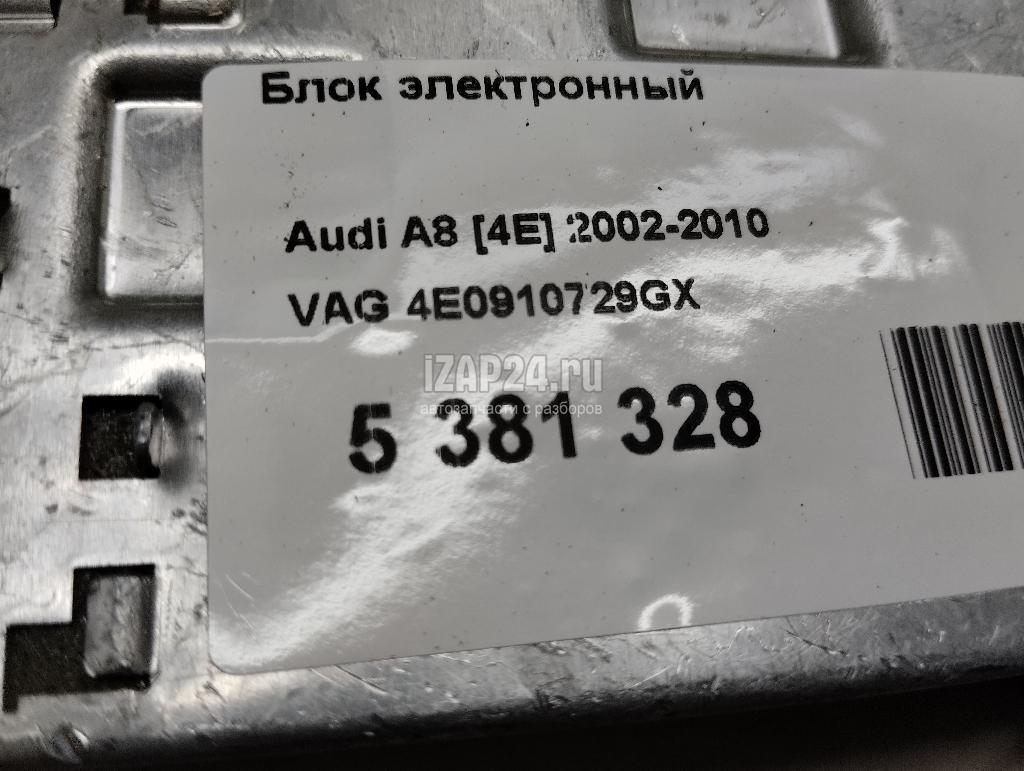 Блок электронный
Audi A8 [4E] 2002-2010
VAG 4E0910729GX
iZAP24.ru
автозапчасти с разборов
5 381 328